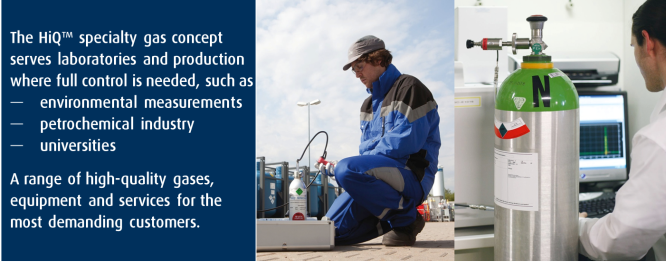 The HiQ™ specialty gas concept
serves laboratories and production
where full control is needed, such as
— environmental measurements
— petrochemical industry
— universities
A range of high-quality gases,
equipment and services for the
most demanding customers.
N